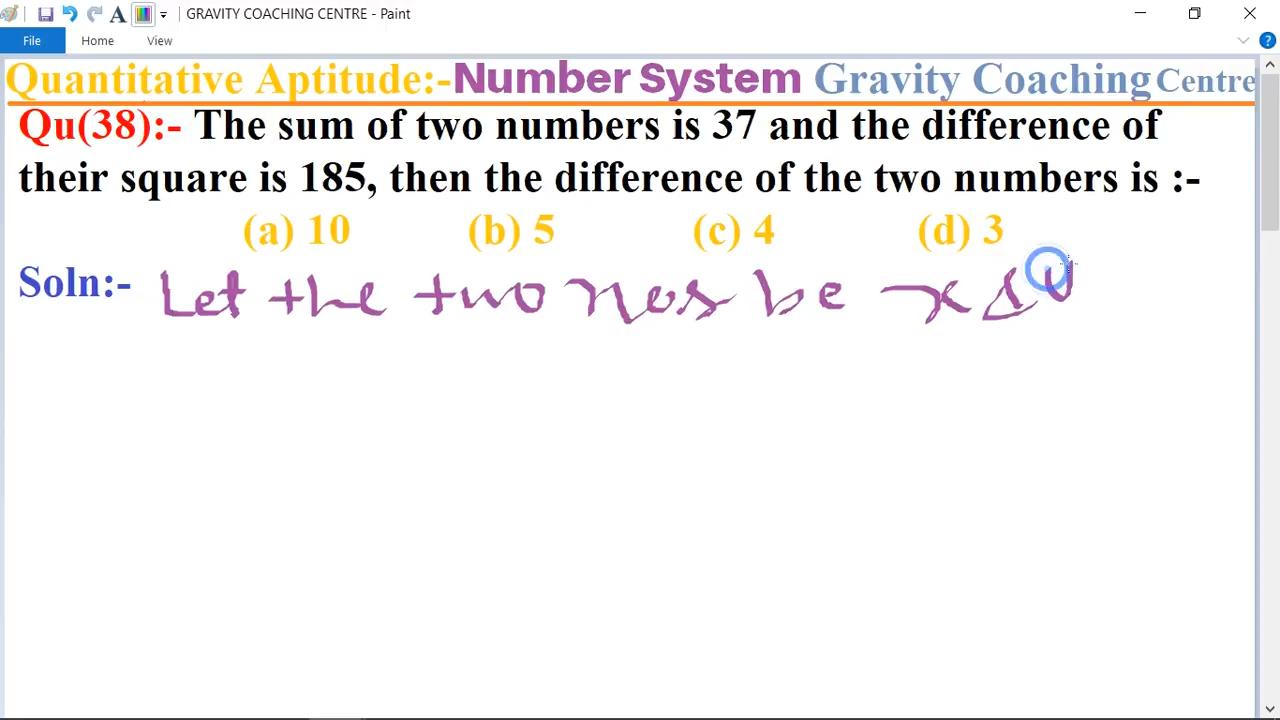 GRAVITY COACHING CENTRE - Paint
File Home View
Quantitative Aptitude:-Number System Gravity Coaching Centre
Qu(38):- The sum of two numbers is 37 and the difference of
their square is 185, then the difference of the two numbers is :-
(a) 10 (b) 5 (c) 4 (d) 3
Soln:- Let the two nos be x &